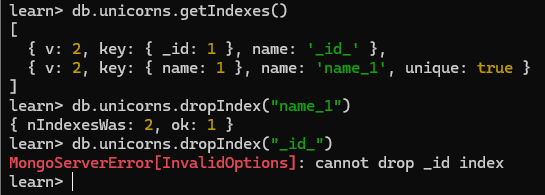 learn> db.unicorns.getIndexes()
[
  { v: 2, key: { _id: 1 }, name: '_id_' },
  { v: 2, key: { name: 1 }, name: 'name_1', unique: true }
]
learn> db.unicorns.dropIndex("name_1")
{ nIndexesWas: 2, ok: 1 }
learn> db.unicorns.dropIndex("_id_")
MongoServerError[InvalidOptions]: cannot drop _id index
learn>